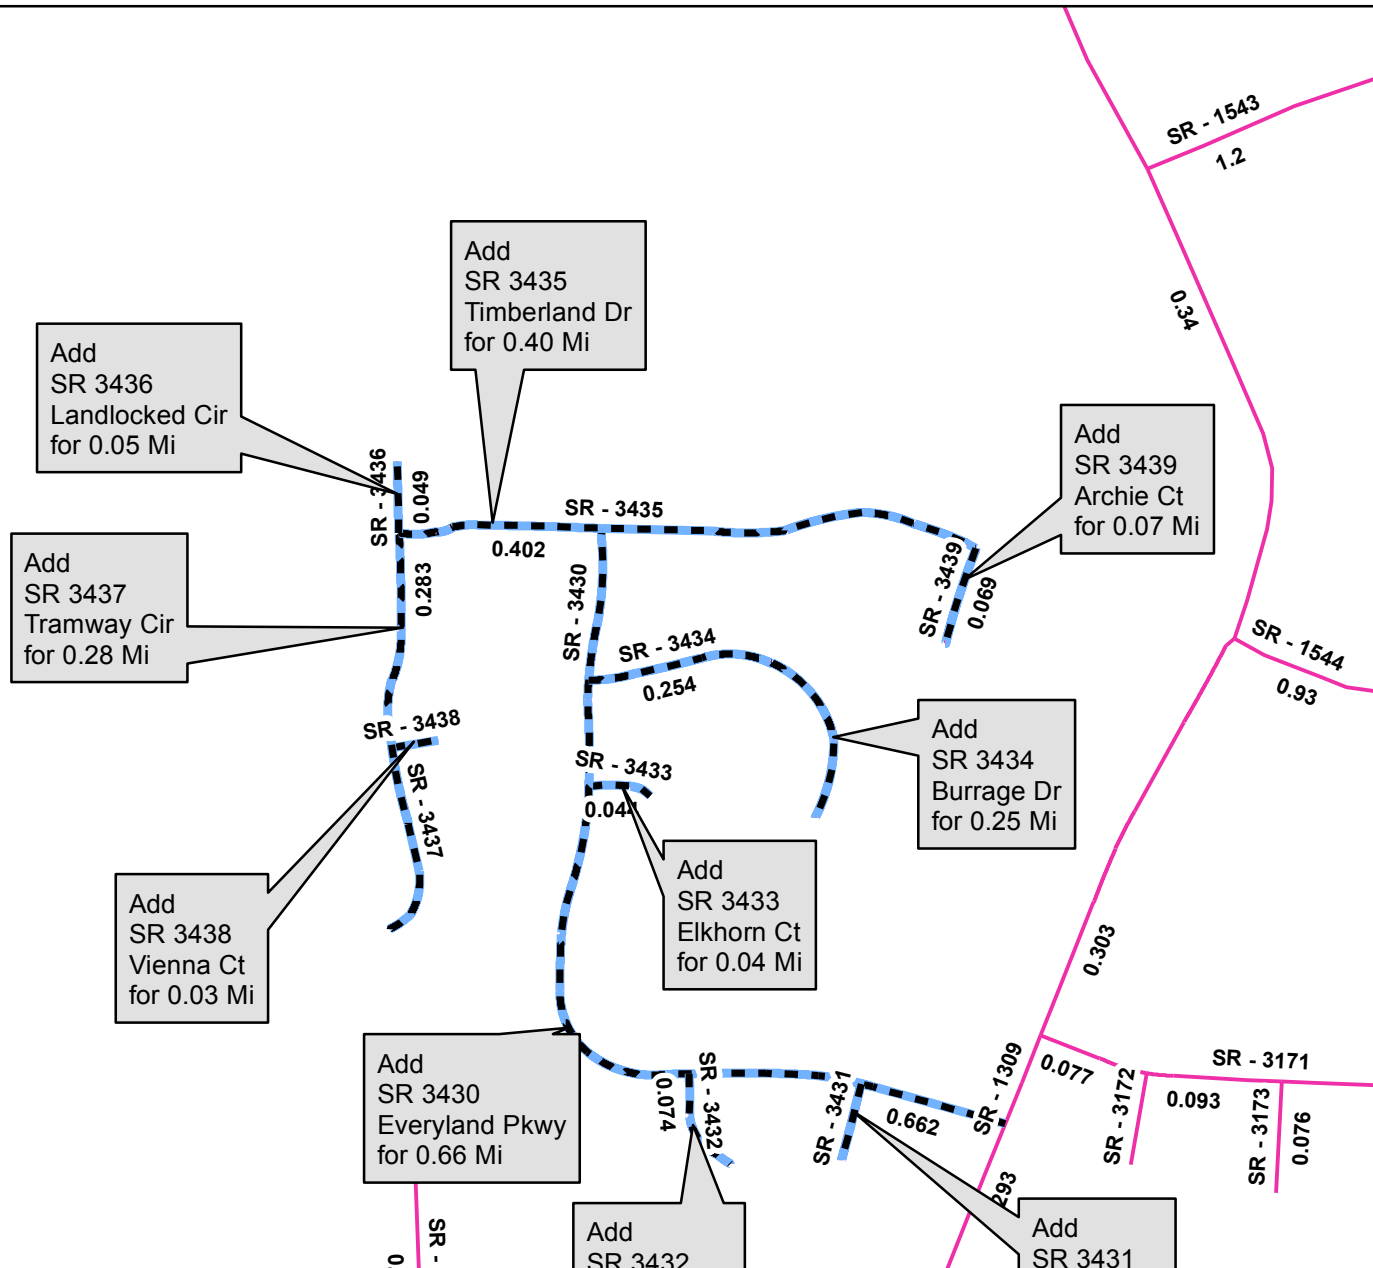 SR - 1543
1.2
0.34
Add
SR 3435
Timberland Dr
for 0.40 Mi
Add
SR 3436
Landlocked Cir
for 0.05 Mi
Add
SR 3439
Archie Ct
for 0.07 Mi
SR - 3436
0.049
SR - 3435
0.402
Add
SR 3437
Tramway Cir
for 0.28 Mi
0.283
SR - 3430
SR - 3439
0.069
SR - 3434
0.254
SR - 1544
0.93
SR - 3438
SR - 3437
SR - 3433
0.044
Add
SR 3434
Burrage Dr
for 0.25 Mi
Add
SR 3438
Vienna Ct
for 0.03 Mi
Add
SR 3433
Elkhorn Ct
for 0.04 Mi
0.303
Add
SR 3430
Everyland Pkwy
for 0.66 Mi
0.074
SR - 3432
SR - 3431
0.662
SR - 1309
0.077
SR - 3172
SR - 3171
0.093
SR - 3173
0.076
293
SR -
0.
Add
SR 3432
Add
SR 3431